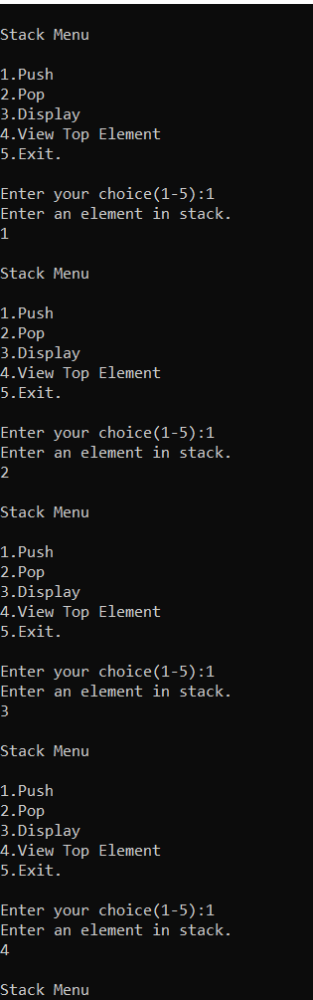 Stack Menu
1.Push
2.Pop
3.Display
4.View Top Element
5.Exit.
Enter your choice(1-5):1
Enter an element in stack.
1
Stack Menu
1.Push
2.Pop
3.Display
4.View Top Element
5.Exit.
Enter your choice(1-5):1
Enter an element in stack.
2
Stack Menu
1.Push
2.Pop
3.Display
4.View Top Element
5.Exit.
Enter your choice(1-5):1
Enter an element in stack.
3
Stack Menu
1.Push
2.Pop
3.Display
4.View Top Element
5.Exit.
Enter your choice(1-5):1
Enter an element in stack.
4
Stack Menu